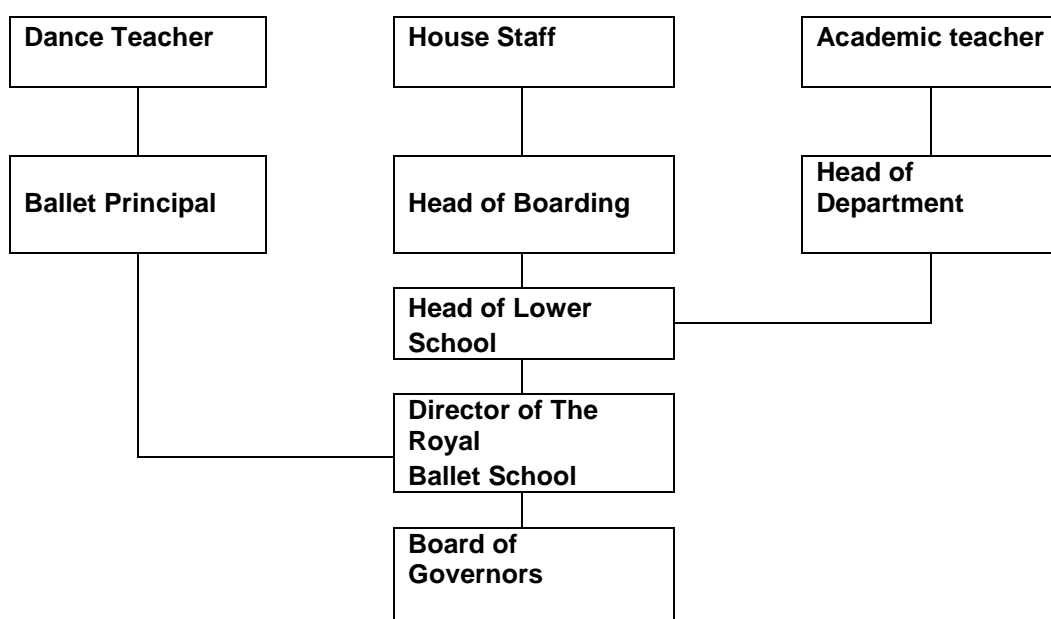 Dance Teacher
House Staff
Academic teacher
Ballet Principal
Head of Boarding
Head of
Department
Head of Lower
School
Director of The
Royal
Ballet School
Board of
Governors